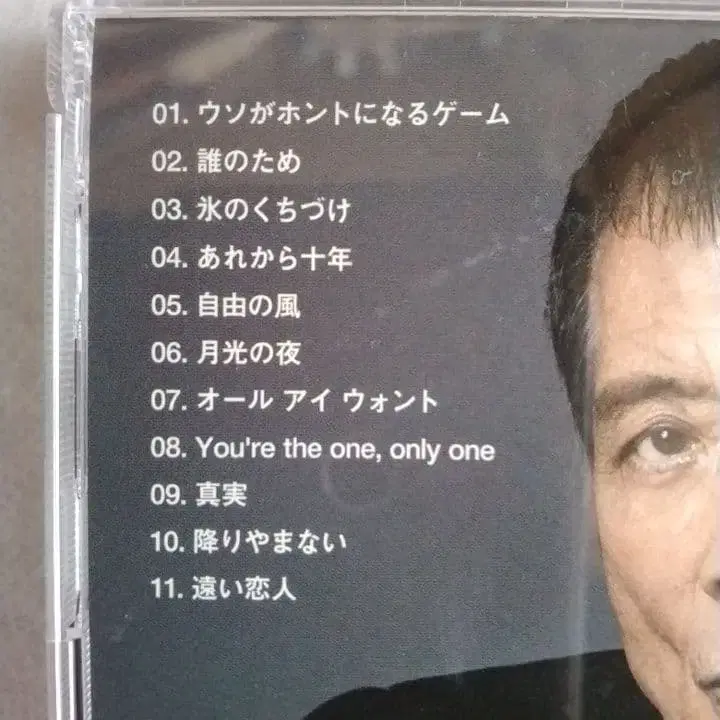 01. ウソがホントになるゲーム
02. 誰のため
03. 氷のくちづけ
04. あれから十年
05. 自由の風
06. 月光の夜
07. オール アイ ウォント
08. You're the one, only one
09. 真実
10. 降りやまない
11. 遠い恋人